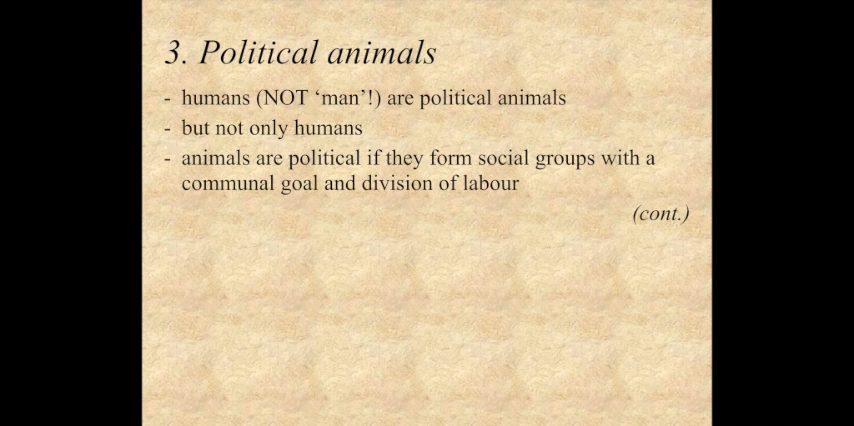 3. Political animals
- humans (NOT ‘man’!) are political animals
- but not only humans
- animals are political if they form social groups with a
communal goal and division of labour
(cont.)